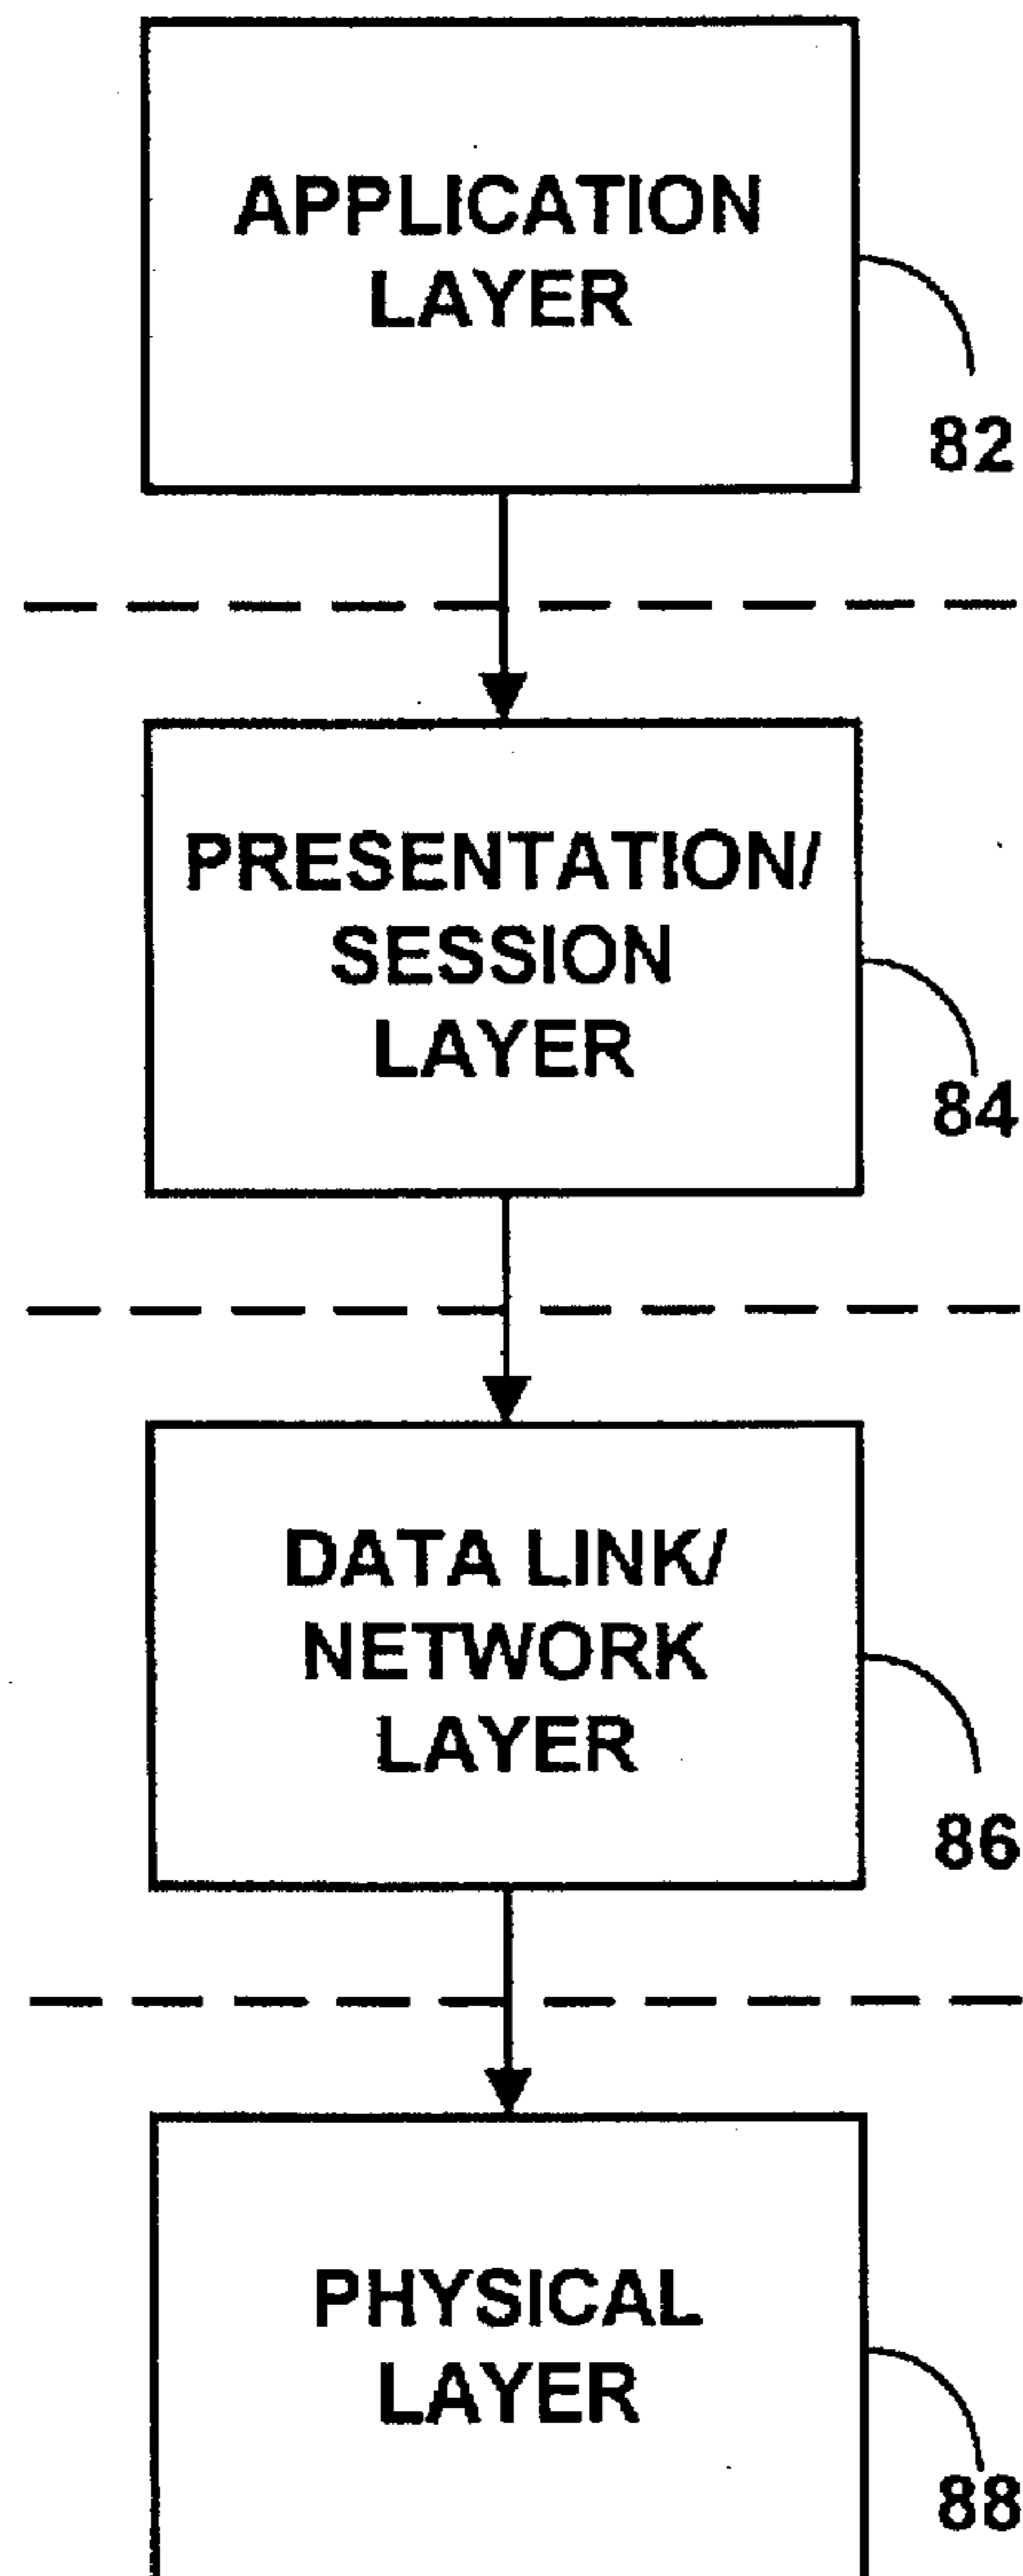 APPLICATION
LAYER
82
PRESENTATION/
SESSION
LAYER
84
DATA LINK/
NETWORK
LAYER
86
PHYSICAL
LAYER
88